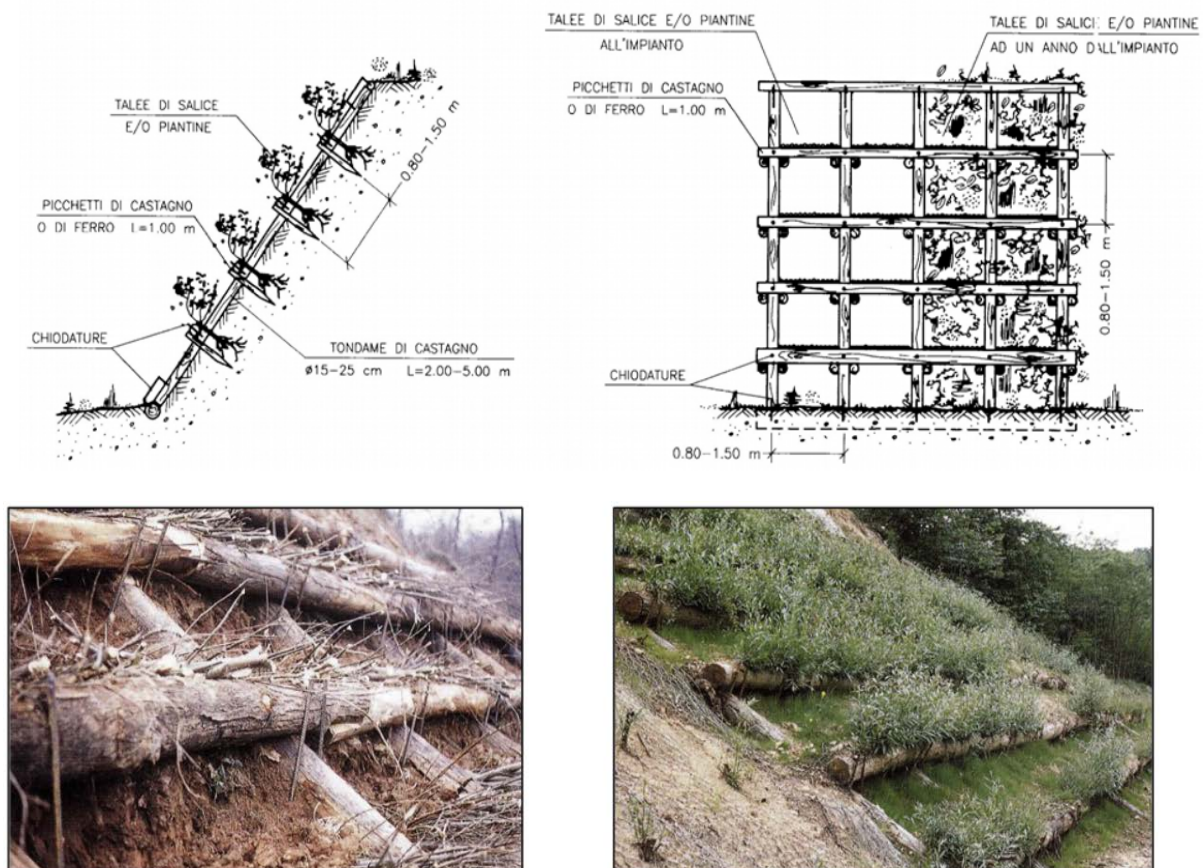 TALEE DI SALICE
E/O PIANTINE
PICCHETTI DI CASTAGNO
O DI FERRO L=1.00 m
CHIODATURE
0.80-1.50 m
TONDAME DI CASTAGNO
ø15-25 cm L=2.00-5.00 m
TALEE DI SALICE E/O PIANTINE
ALL'IMPIANTO
TALEE DI SALICI E/O PIANTINE
AD UN ANNO DALL'IMPIANTO
PICCHETTI DI CASTAGNO
O DI FERRO L=1.00 m
0.80-1.50 m
CHIODATURE
0.80-1.50 m